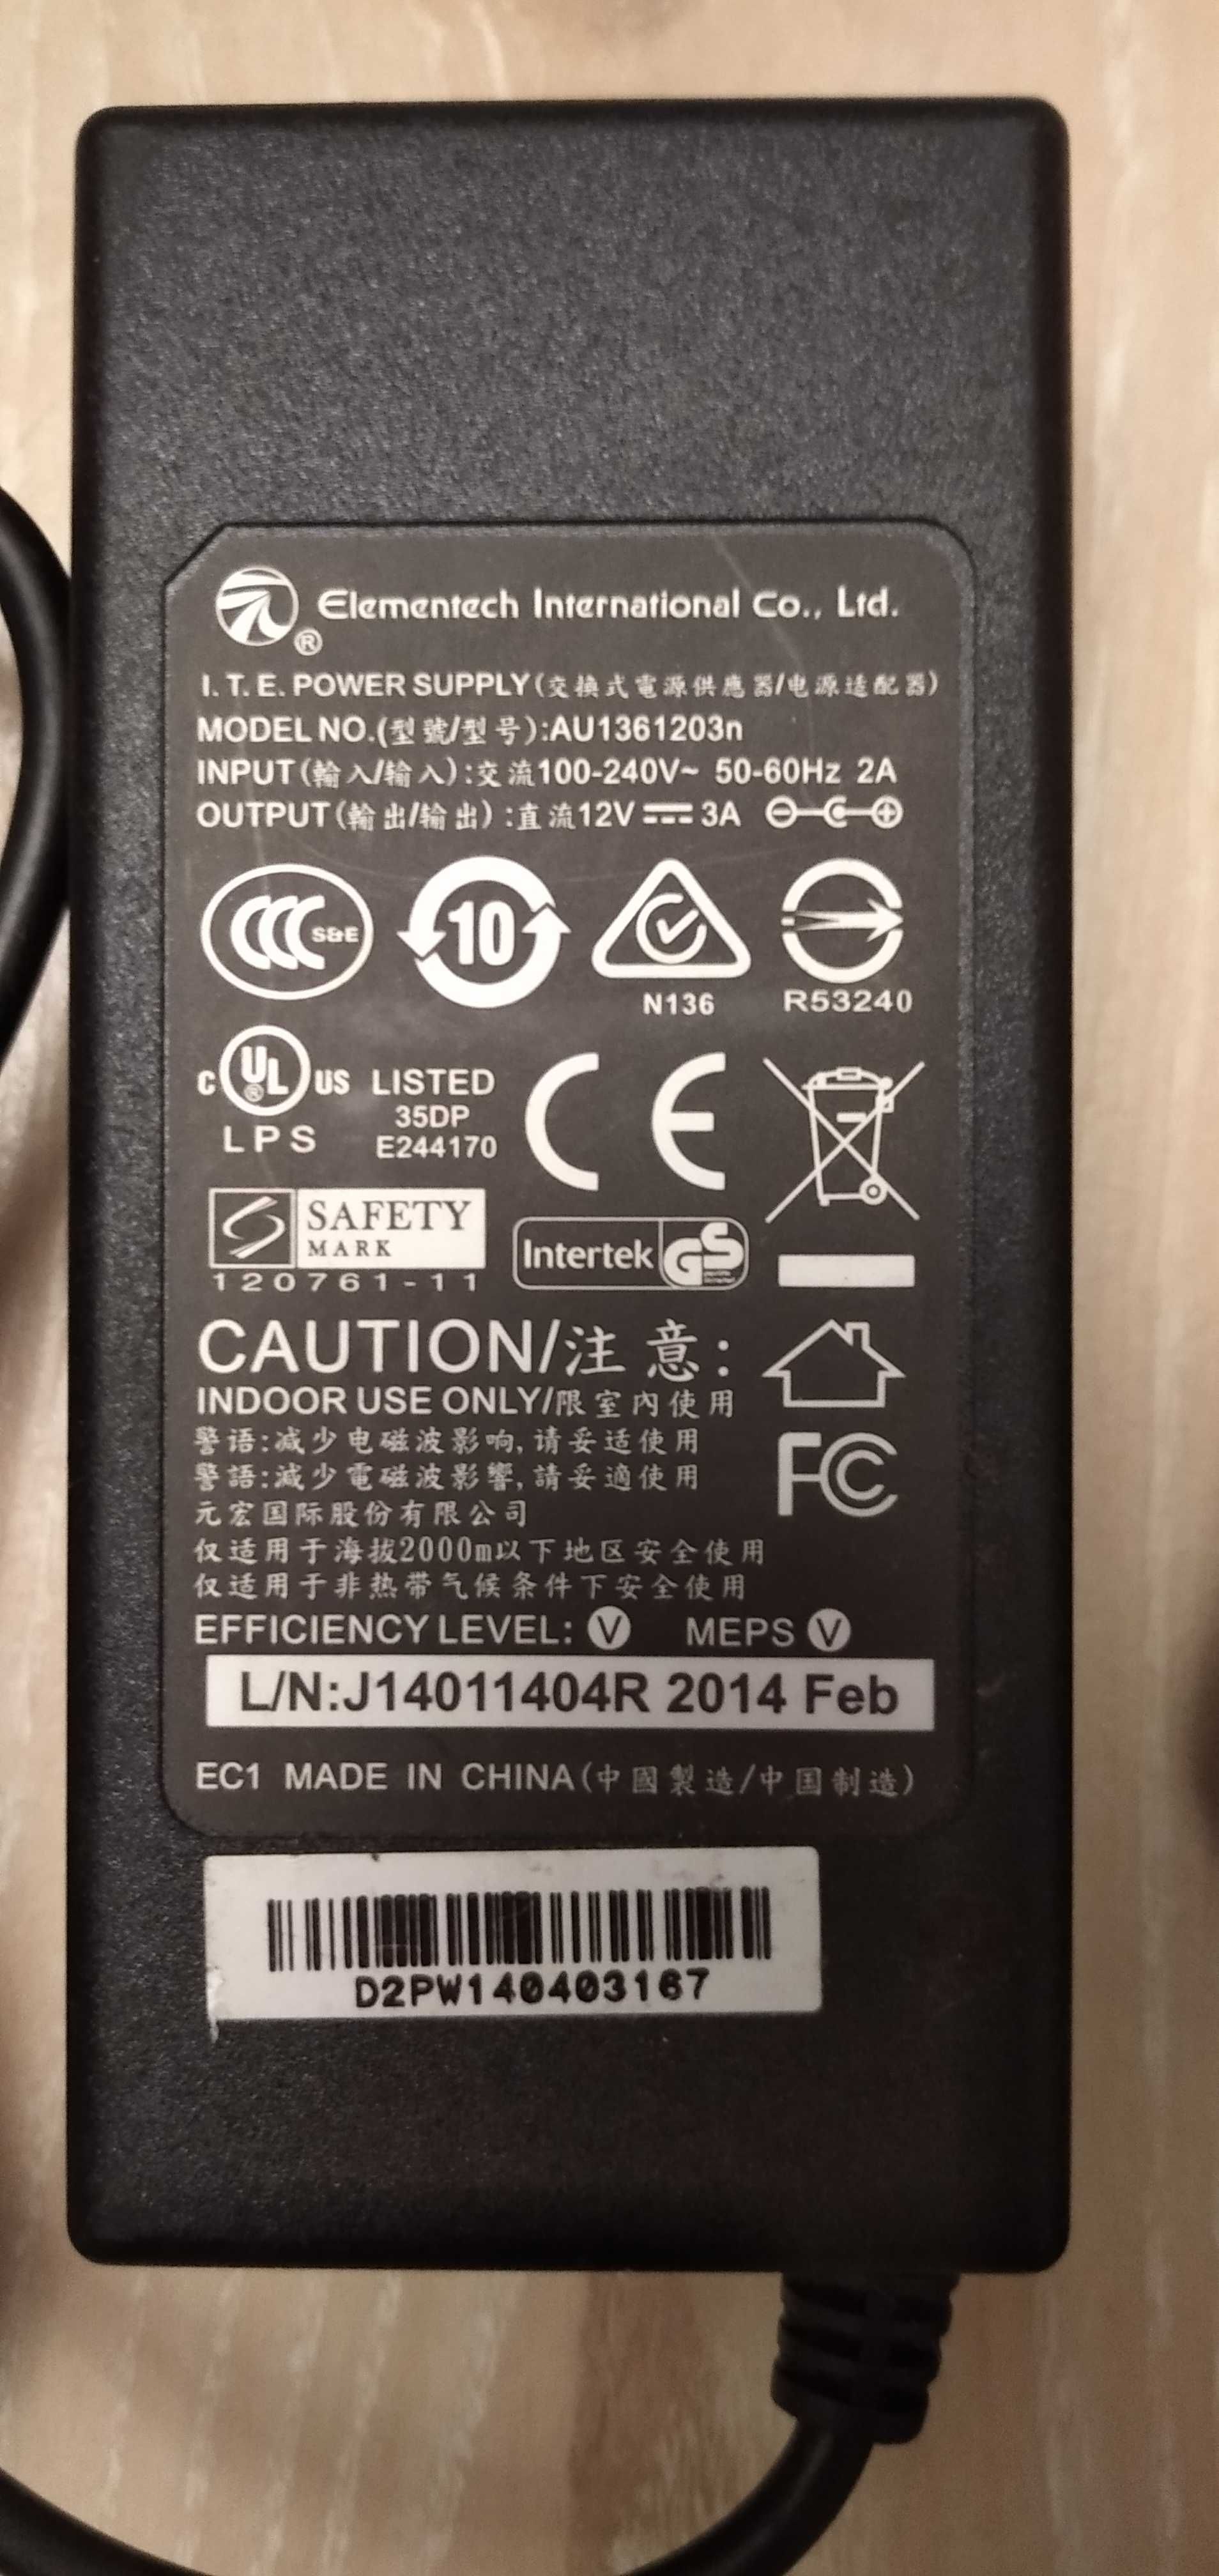 Elementech International Co., Ltd.
®
I.T.E. POWER SUPPLY(交換式電源供應器/电源适配器)
MODEL NO.(型號/型号):AU1361203n
INPUT(輸入/输入):交流100-240V~ 50-60Hz 2A
OUTPUT(輸出/输出):直流12V⎓3A
CCC S&E
10
N136
R53240
C UL® US LISTED
35DP
LPS E244170
CE
SAFETY
MARK
120761-11
Intertek GS
CAUTION/注意:
INDOOR USE ONLY/限室內使用
警语:减少电磁波影响,请妥适使用
警語:減少電磁波影響,請妥適使用
FC
元宏国际股份有限公司
仅适用于海拔2000m以下地区安全使用
仅适用于非热带气候条件下安全使用
EFFICIENCY LEVEL: V MEPS V
L/N:J14011404R 2014 Feb
EC1 MADE IN CHINA(中國製造/中国制造)
D2PW140403167